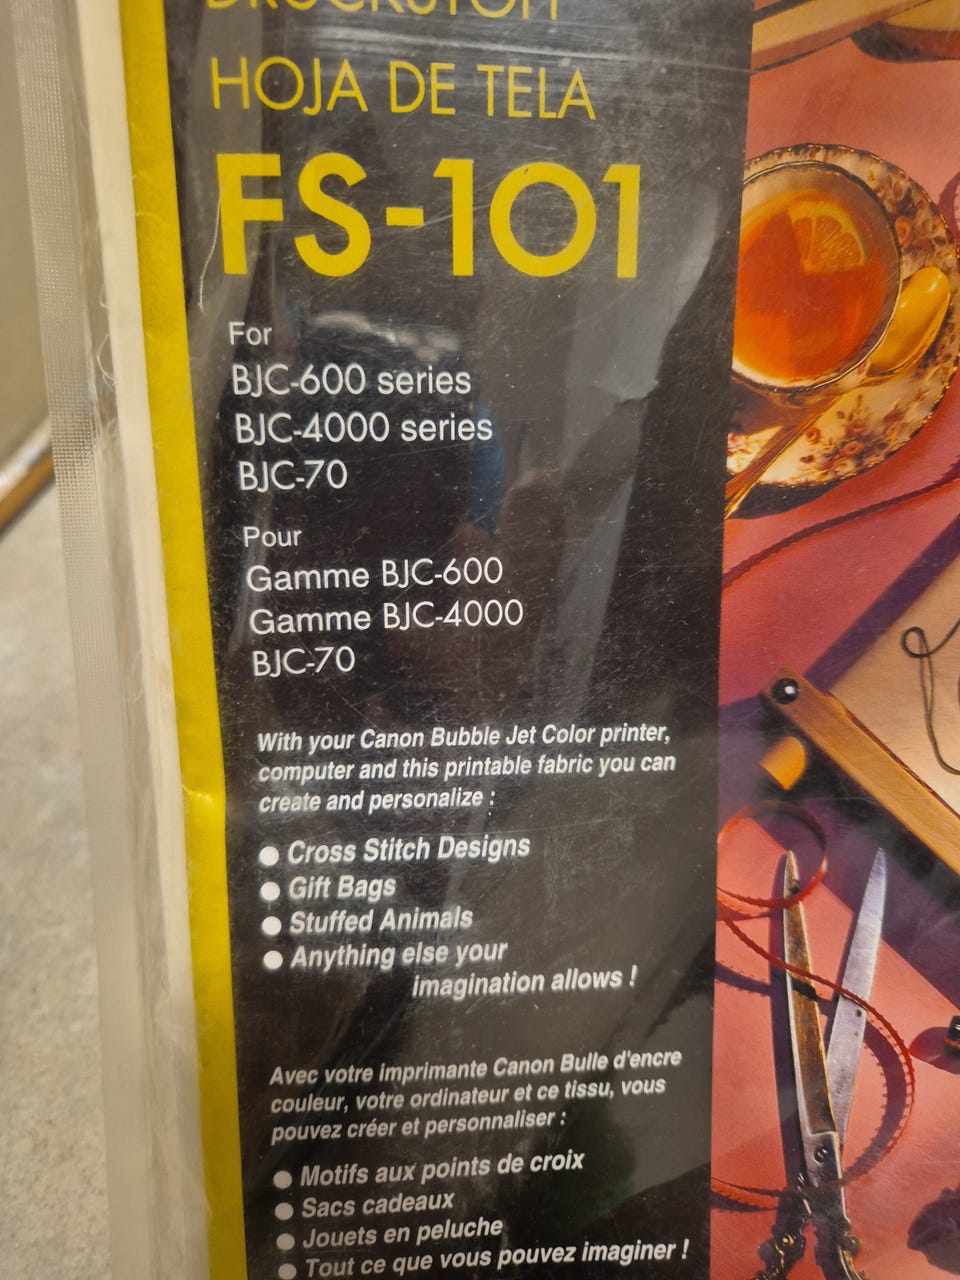 DRUCKSTOFF
HOJA DE TELA
FS-101
For
BJC-600 series
BJC-4000 series
BJC-70
Pour
Gamme BJC-600
Gamme BJC-4000
BJC-70
With your Canon Bubble Jet Color printer,
computer and this printable fabric you can
create and personalize :
● Cross Stitch Designs
● Gift Bags
● Stuffed Animals
● Anything else your
imagination allows !
Avec votre imprimante Canon Bulle d'encre
couleur, votre ordinateur et ce tissu, vous
pouvez créer et personnaliser :
● Motifs aux points de croix
● Sacs cadeaux
● Jouets en peluche
● Tout ce que vous pouvez imaginer !